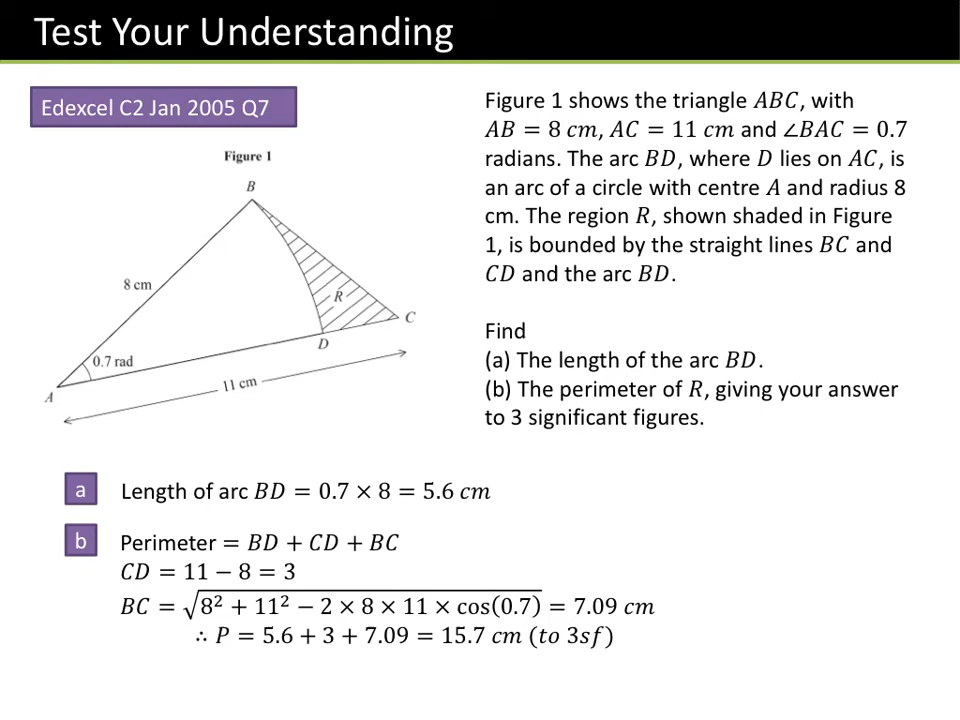 Test Your Understanding
Edexcel C2 Jan 2005 Q7
Figure 1
B
8 cm
R
C
D
0.7 rad
11 cm
A
Figure 1 shows the triangle 𝐴𝐵𝐶, with
𝐴𝐵 = 8 𝑐𝑚, 𝐴𝐶 = 11 𝑐𝑚 and ∠𝐵𝐴𝐶 = 0.7
radians. The arc 𝐵𝐷, where 𝐷 lies on 𝐴𝐶, is
an arc of a circle with centre 𝐴 and radius 8
cm. The region 𝑅, shown shaded in Figure
1, is bounded by the straight lines 𝐵𝐶 and
𝐶𝐷 and the arc 𝐵𝐷.
Find
(a) The length of the arc 𝐵𝐷.
(b) The perimeter of 𝑅, giving your answer
to 3 significant figures.
a
Length of arc 𝐵𝐷 = 0.7 × 8 = 5.6 𝑐𝑚
b
Perimeter = 𝐵𝐷 + 𝐶𝐷 + 𝐵𝐶
𝐶𝐷 = 11 − 8 = 3
𝐵𝐶 = √(8² + 11² − 2 × 8 × 11 × cos(0.7)) = 7.09 𝑐𝑚
∴ 𝑃 = 5.6 + 3 + 7.09 = 15.7 𝑐𝑚 (𝑡𝑜 3𝑠𝑓)